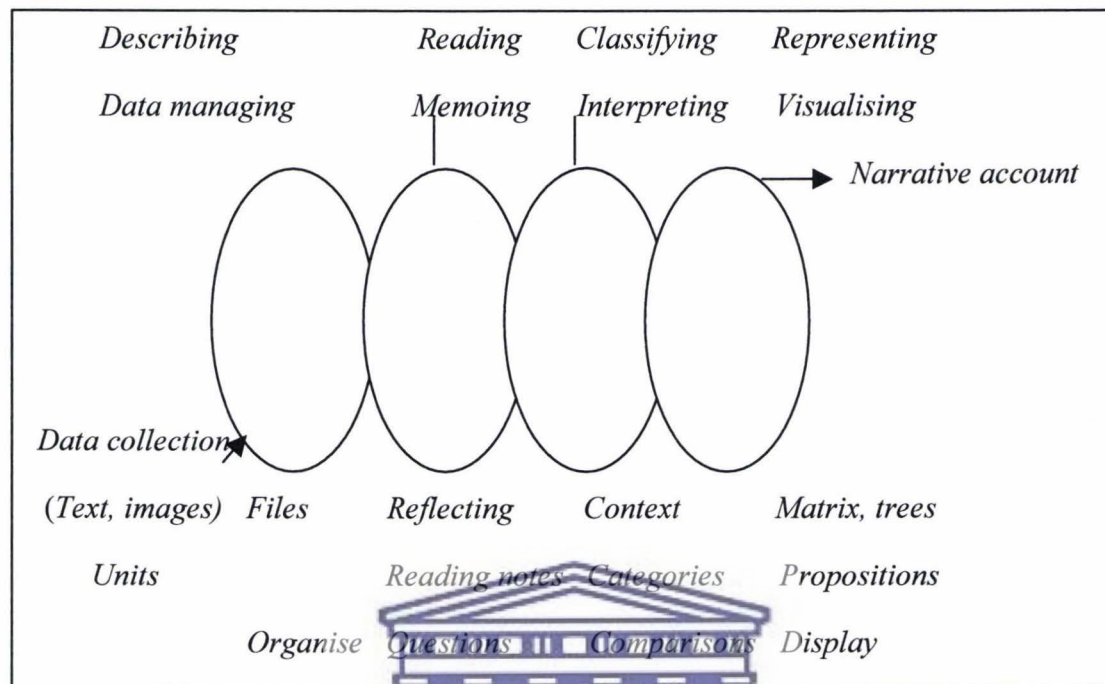 Describing Reading Classifying Representing
Data managing Memoing Interpreting Visualising
Narrative account
Data collection
(Text, images) Files Reflecting Context Matrix, trees
Units Reading notes Categories Propositions
Organise Questions Comparisons Display